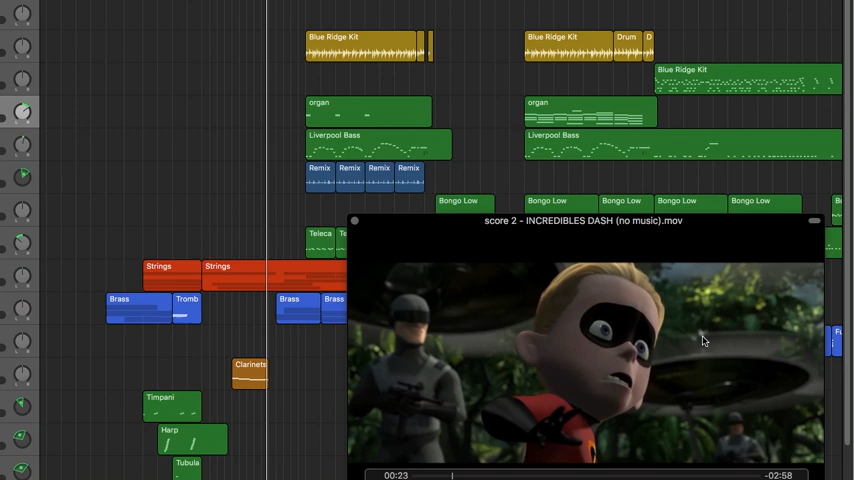 Blue Ridge Kit
Blue Ridge Kit
Drum
D
Blue Ridge Kit
organ
organ
Liverpool Bass
Liverpool Bass
Remix
Remix
Remix
Remix
Bongo Low
Bongo Low
Bongo Low
Bongo Low
Bongo Low
score 2 - INCREDIBLES DASH (no music).mov
Teleca
Te
Strings
Strings
Brass
Tromb
Brass
Brass
Clarinets
Timpani
Harp
Tubula
00:23
-02:58